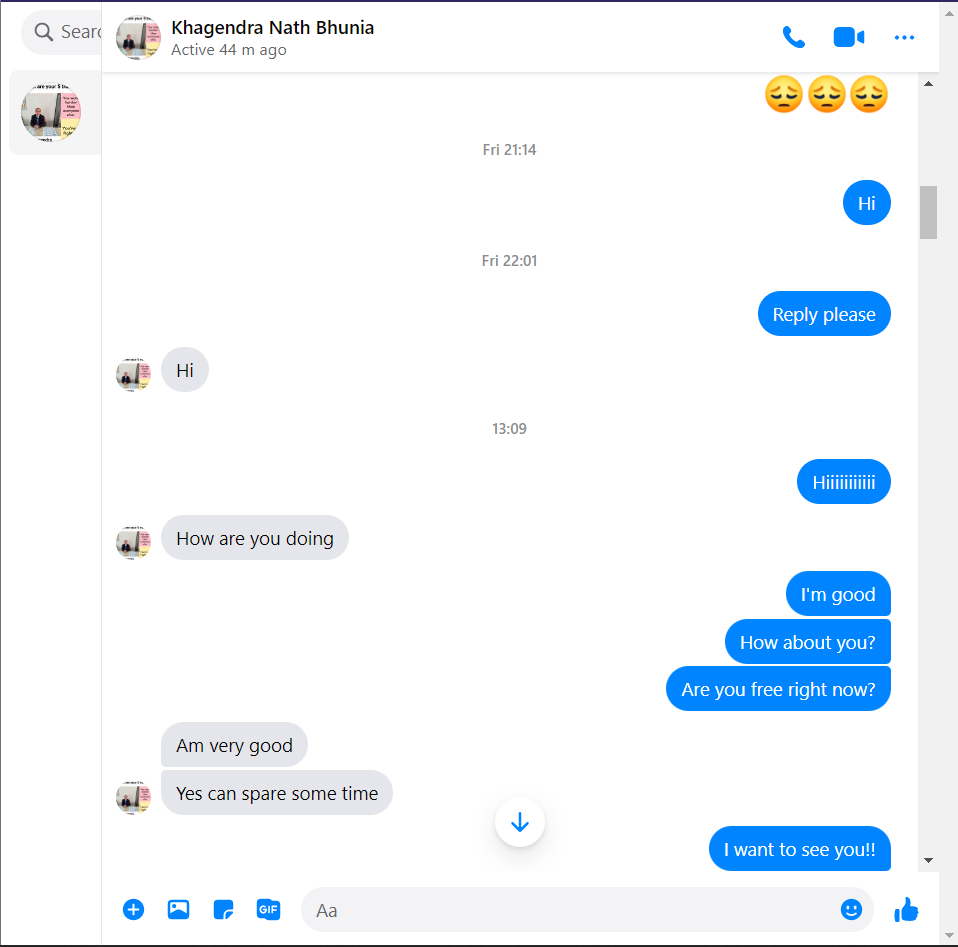 Khagendra Nath Bhunia
Active 44 m ago
😔😔😔
Fri 21:14
Hi
Fri 22:01
Reply please
Hi
13:09
Hiiiiiiiiiii
How are you doing
I'm good
How about you?
Are you free right now?
Am very good
Yes can spare some time
I want to see you!!
GIF
Aa